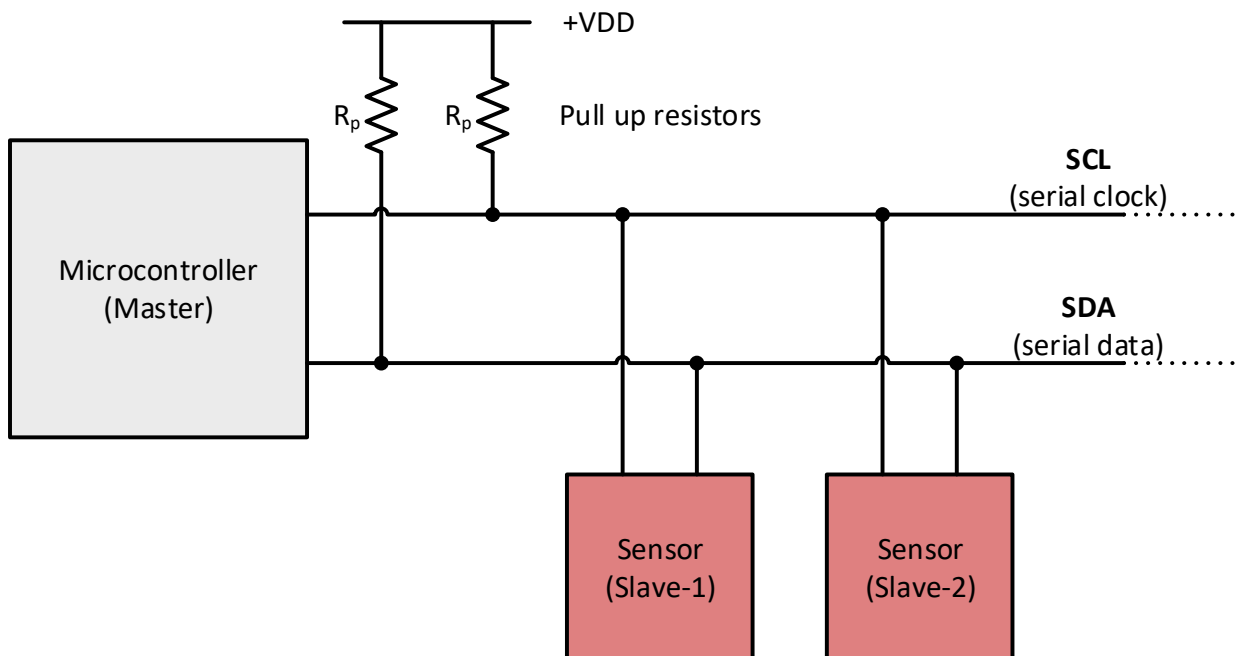 +VDD
Rp
Rp
Pull up resistors
SCL
(serial clock)
Microcontroller
(Master)
SDA
(serial data)
Sensor
(Slave-1)
Sensor
(Slave-2)